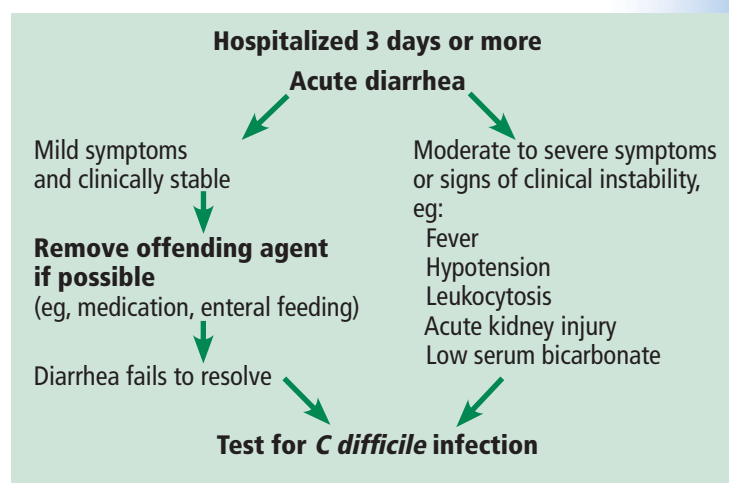 Hospitalized 3 days or more
Acute diarrhea
Mild symptoms
and clinically stable
Remove offending agent
if possible
(eg, medication, enteral feeding)
Diarrhea fails to resolve
Moderate to severe symptoms
or signs of clinical instability,
eg:
Fever
Hypotension
Leukocytosis
Acute kidney injury
Low serum bicarbonate
Test for C difficile infection